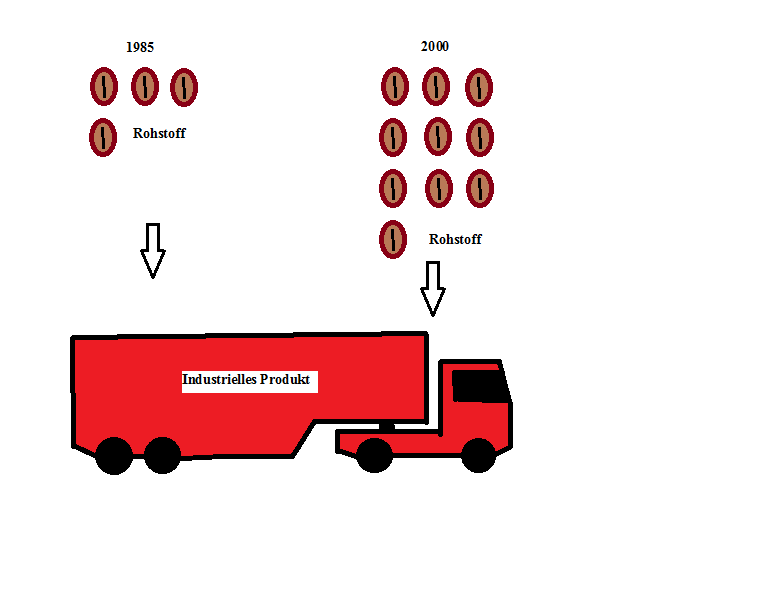 1985
2000
Rohstoff
Rohstoff
Industrielles Produkt